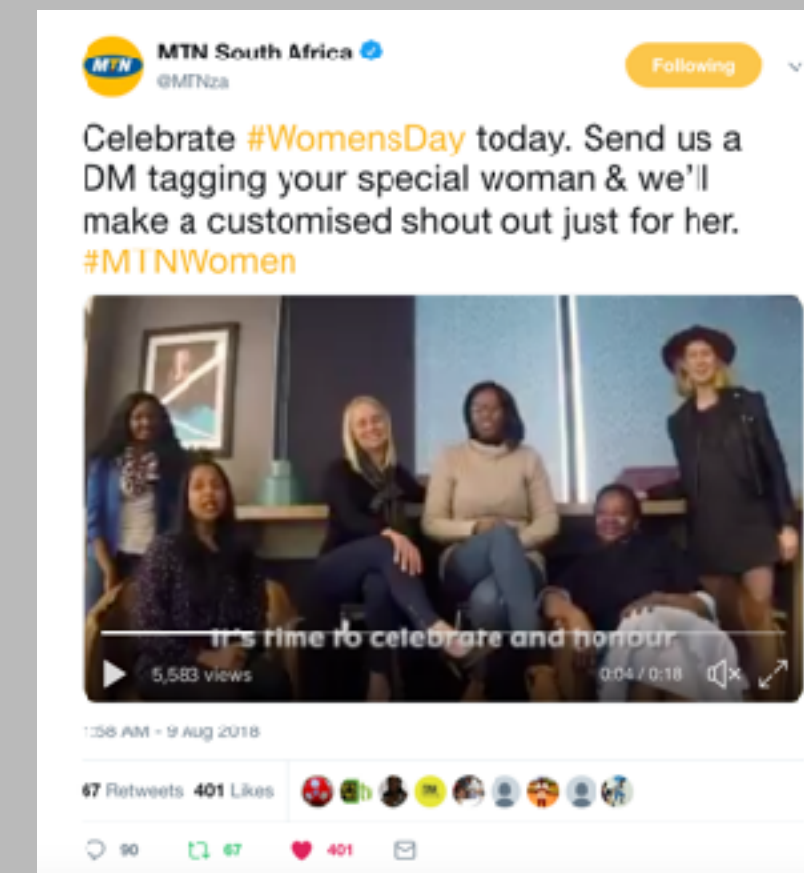 MTN South Africa
MTN
@MTNza
Following
Celebrate #WomensDay today. Send us a
DM tagging your special woman & we'll
make a customised shout out just for her.
#MTNWomen
It's time to celebrate and honour
5,583 views
0:04 / 0:18
1:58 AM - 9 Aug 2018
67 Retweets 401 Likes
90 67 401